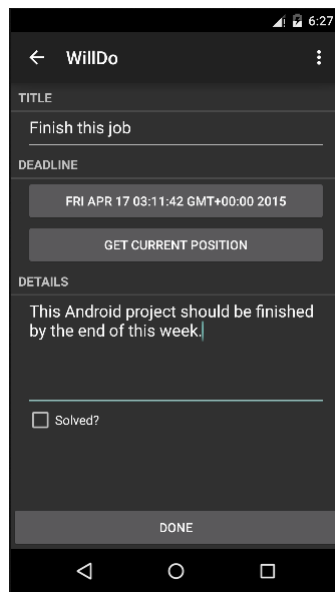 6:27
WillDo
TITLE
Finish this job
DEADLINE
FRI APR 17 03:11:42 GMT+00:00 2015
GET CURRENT POSITION
DETAILS
This Android project should be finished
by the end of this week.
Solved?
DONE